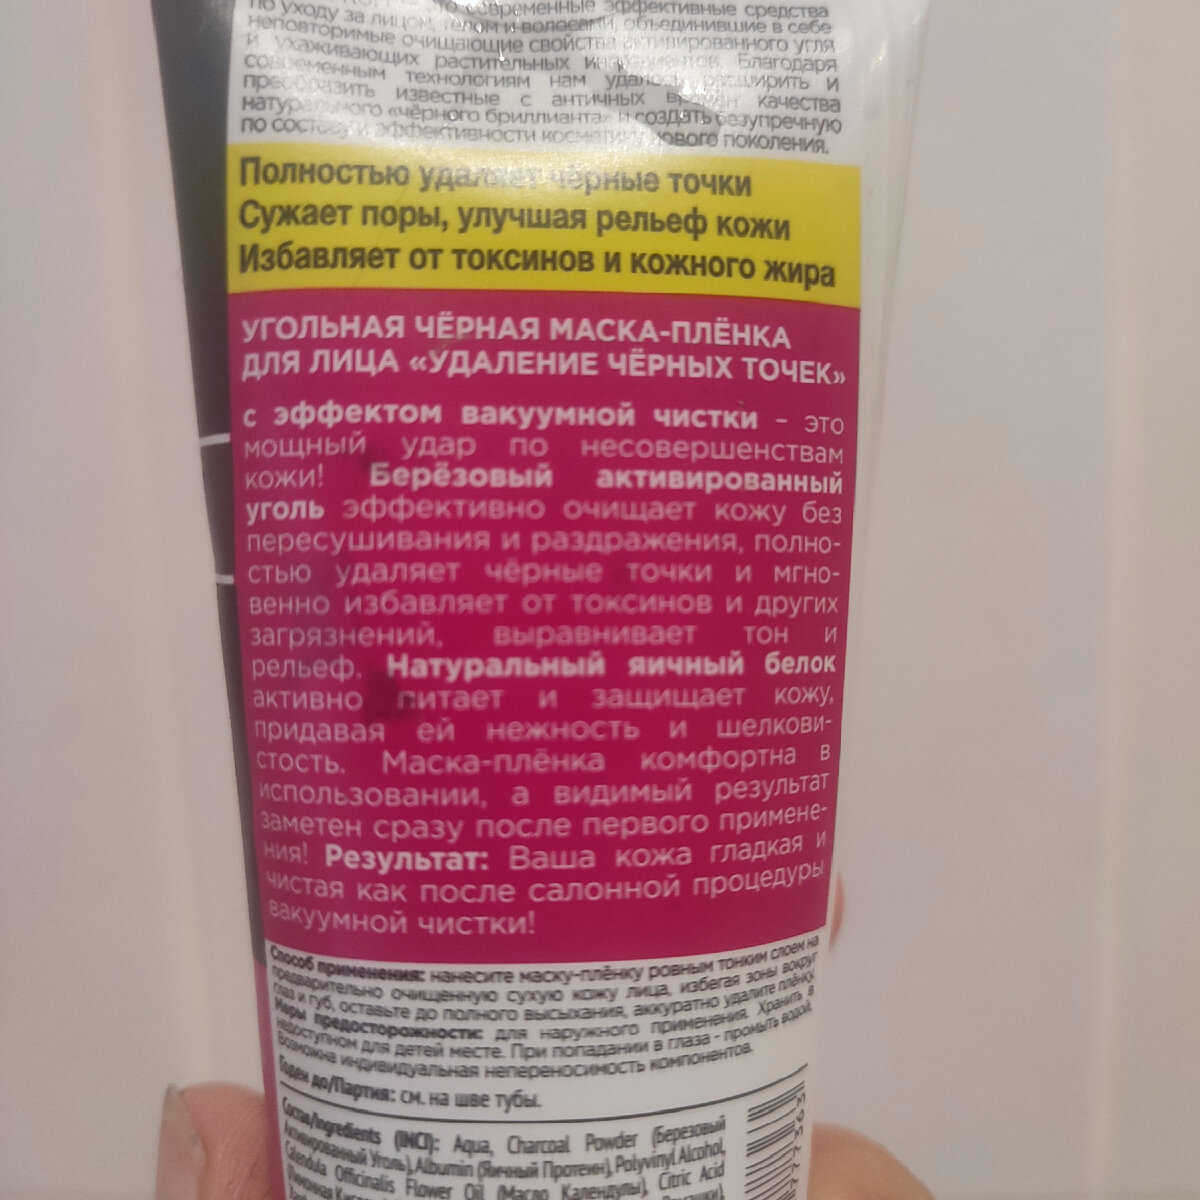 это современные эффективные средства
по уходу за лицом, телом и волосами, объединившие в себе
неповторимые очищающие свойства активированного угля
и ухаживающих растительных ингредиентов. Благодаря
современным технологиям нам удалось расширить и
преобразить известные с античных времен качества
натурального «чёрного бриллианта» и создать безупречную
по составу и эффективности косметику нового поколения.
Полностью удаляет чёрные точки
Сужает поры, улучшая рельеф кожи
Избавляет от токсинов и кожного жира
УГОЛЬНАЯ ЧЁРНАЯ МАСКА-ПЛЁНКА
ДЛЯ ЛИЦА «УДАЛЕНИЕ ЧЁРНЫХ ТОЧЕК»
с эффектом вакуумной чистки – это
мощный удар по несовершенствам
кожи! Берёзовый активированный
уголь эффективно очищает кожу без
пересушивания и раздражения, полно-
стью удаляет чёрные точки и мгно-
венно избавляет от токсинов и других
загрязнений, выравнивает тон и
рельеф. Натуральный яичный белок
активно питает и защищает кожу,
придавая ей нежность и шелкови-
стость. Маска-плёнка комфортна в
использовании, а видимый результат
заметен сразу после первого примене-
ния! Результат: Ваша кожа гладкая и
чистая как после салонной процедуры
вакуумной чистки!
Способ применения: нанесите маску-плёнку ровным тонким слоем на
предварительно очищенную сухую кожу лица, избегая зоны вокруг
глаз и губ, оставьте до полного высыхания, аккуратно удалите плёнку.
Меры предосторожности: для наружного применения. Хранить в
недоступном для детей месте. При попадании в глаза - промыть водой.
Возможна индивидуальная непереносимость компонентов.
Годен до/Партия: см. на шве тубы.
Состав/Ingredients (INCI): Aqua, Charcoal Powder (Березовый
Активированный Уголь), Albumin (Яичный Протеин), Polyvinyl Alcohol,
Calendula Officinalis Flower Oil (Масло Календулы), Citric Acid
777363